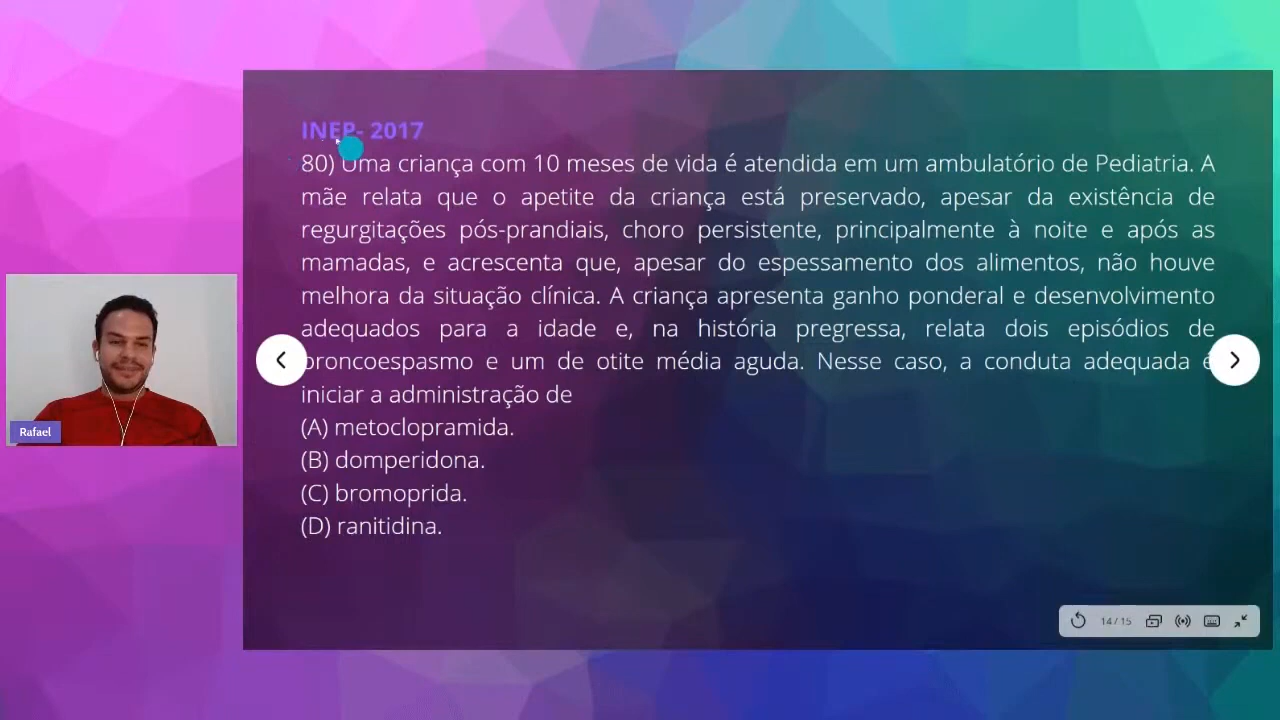 INEP- 2017
80) Uma criança com 10 meses de vida é atendida em um ambulatório de Pediatria. A
mãe relata que o apetite da criança está preservado, apesar da existência de
regurgitações pós-prandiais, choro persistente, principalmente à noite e após as
mamadas, e acrescenta que, apesar do espessamento dos alimentos, não houve
melhora da situação clínica. A criança apresenta ganho ponderal e desenvolvimento
adequados para a idade e, na história pregressa, relata dois episódios de
broncoespasmo e um de otite média aguda. Nesse caso, a conduta adequada é
iniciar a administração de
(A) metoclopramida.
(B) domperidona.
(C) bromoprida.
(D) ranitidina.
Rafael
14/15